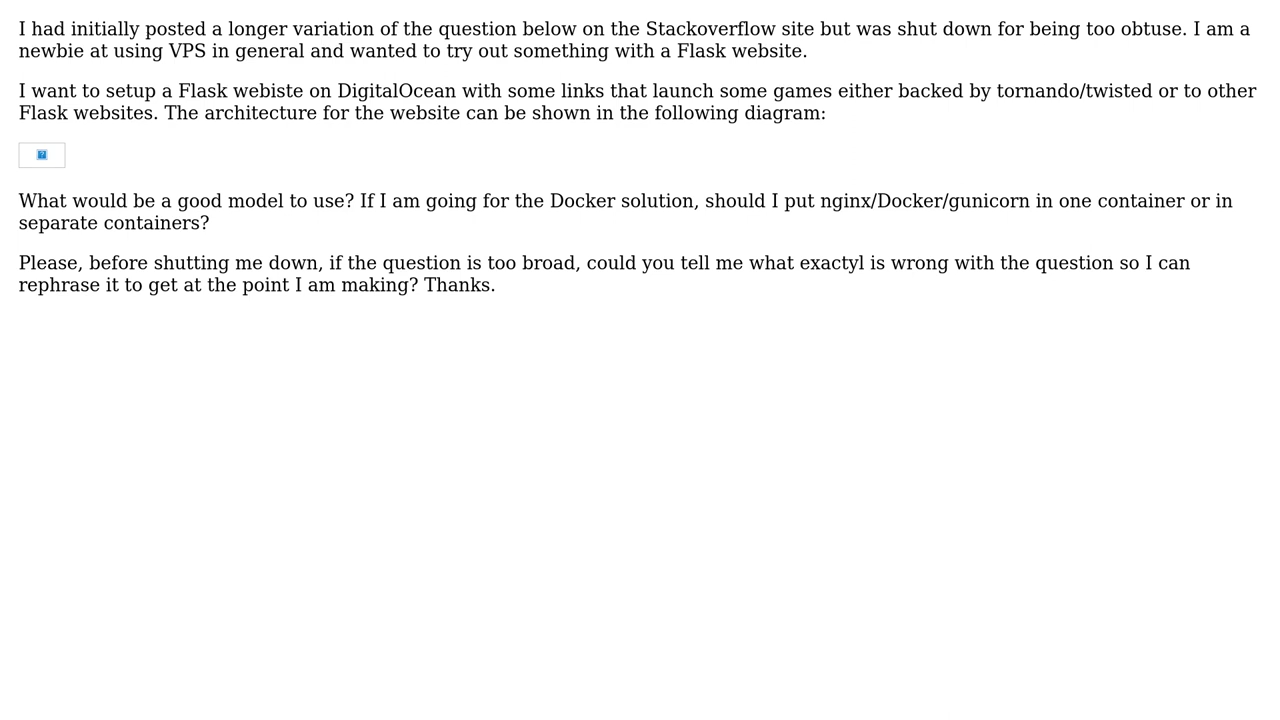 I had initially posted a longer variation of the question below on the Stackoverflow site but was shut down for being too obtuse. I am a
newbie at using VPS in general and wanted to try out something with a Flask website.
I want to setup a Flask webiste on DigitalOcean with some links that launch some games either backed by tornando/twisted or to other
Flask websites. The architecture for the website can be shown in the following diagram:
What would be a good model to use? If I am going for the Docker solution, should I put nginx/Docker/gunicorn in one container or in
separate containers?
Please, before shutting me down, if the question is too broad, could you tell me what exactyl is wrong with the question so I can
rephrase it to get at the point I am making? Thanks.